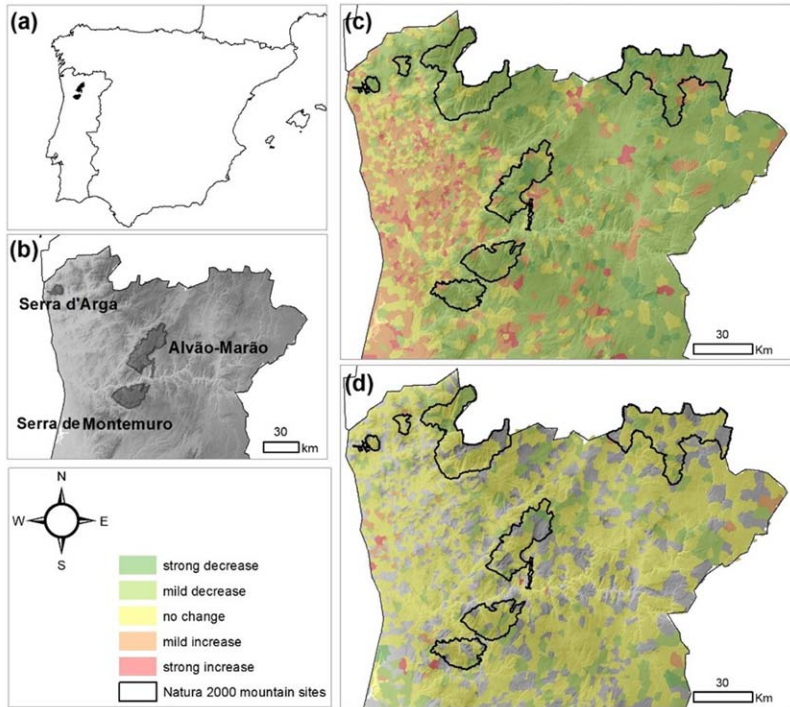 (a)
(b)
Serra d'Arga
Alvão-Marão
Serra de Montemuro
30
km
N
W
E
S
strong decrease
mild decrease
no change
mild increase
strong increase
Natura 2000 mountain sites
(c)
30
Km
(d)
30
Km